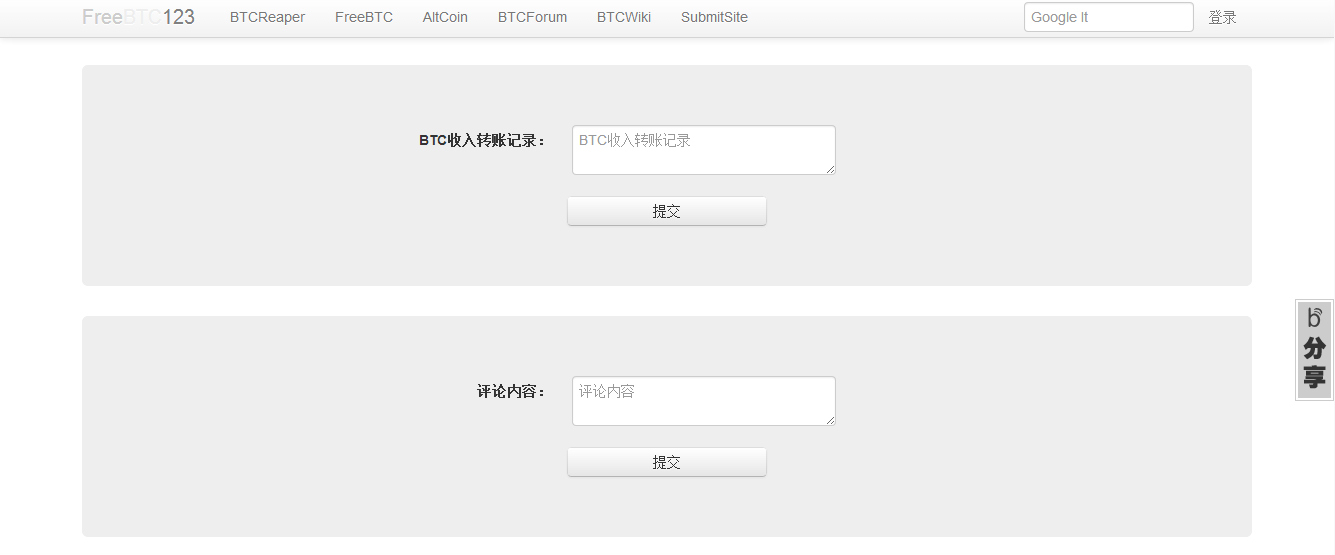 FreeBTC123 BTCReaper FreeBTC AltCoin BTCForum BTCWiki SubmitSite Google It 登录
BTC收入转账记录： BTC收入转账记录
提交
评论内容： 评论内容
提交
b
分
享